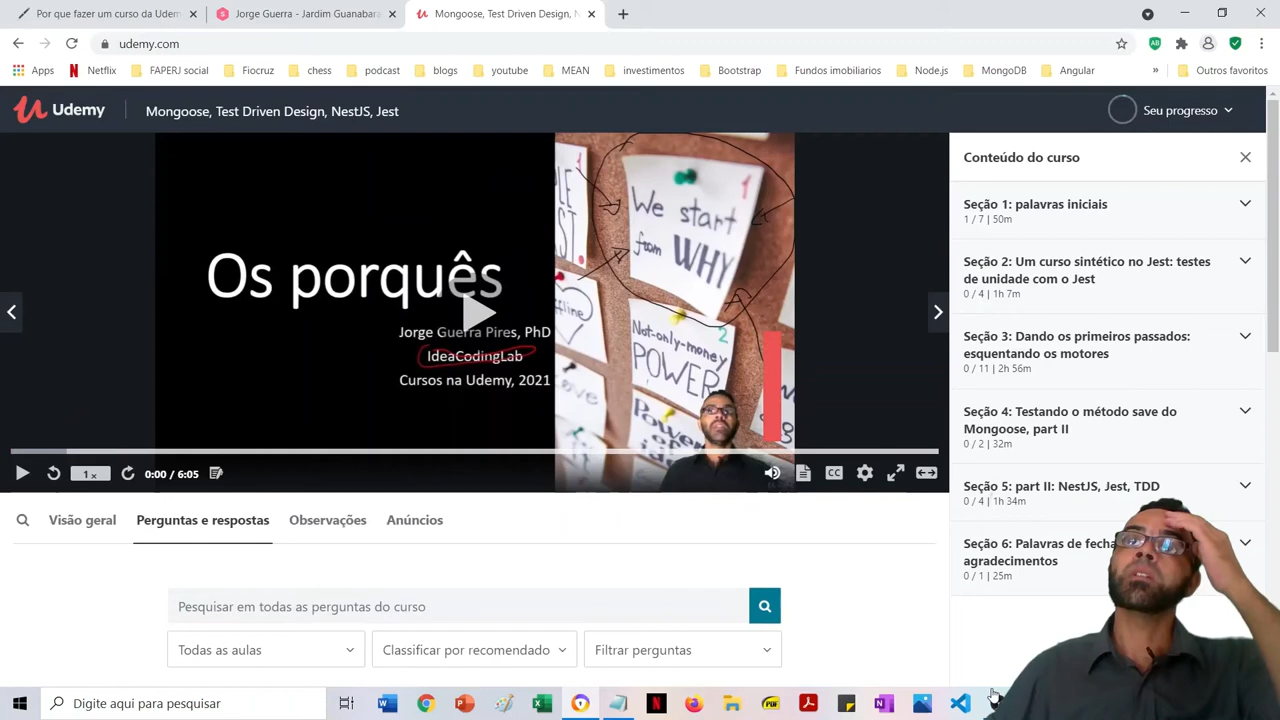 Por que fazer um curso da Udemy
Jorge Guerra - Jardim Guanabara
Mongoose, Test Driven Design, N
udemy.com
Apps
Netflix
FAPERJ social
Fiocruz
chess
podcast
blogs
youtube
MEAN
investimentos
Bootstrap
Fundos imobiliarios
Node.js
MongoDB
Angular
»
Outros favoritos
Udemy
Mongoose, Test Driven Design, NestJS, Jest
Seu progresso
Os porquês
Jorge Guerra Pires, PhD
IdeaCodingLab
Cursos na Udemy, 2021
1
We start
from WHY
2
Not-only-money
POWER
1x
0:00 / 6:05
CC
Visão geral
Perguntas e respostas
Observações
Anúncios
Pesquisar em todas as perguntas do curso
Todas as aulas
Classificar por recomendado
Filtrar perguntas
Conteúdo do curso
Seção 1: palavras iniciais
1 / 7 | 50m
Seção 2: Um curso sintético no Jest: testes
de unidade com o Jest
0 / 4 | 1h 7m
Seção 3: Dando os primeiros passados:
esquentando os motores
0 / 11 | 2h 56m
Seção 4: Testando o método save do
Mongoose, part II
0 / 2 | 32m
Seção 5: part II: NestJS, Jest, TDD
0 / 4 | 1h 34m
Seção 6: Palavras de fecha
agradecimentos
0 / 1 | 25m
Digite aqui para pesquisar